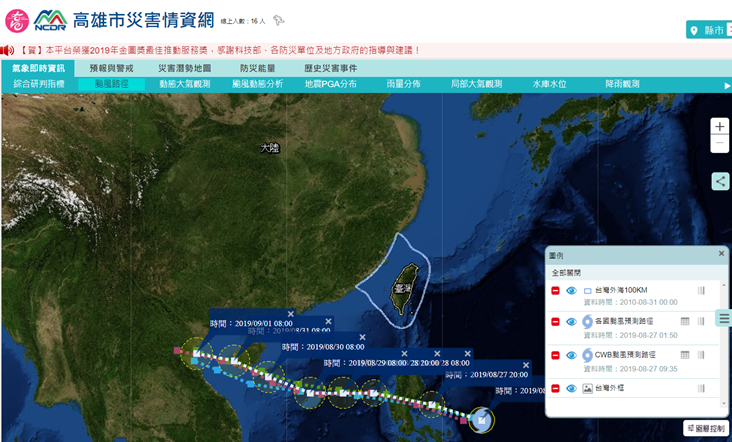 NCDR
高雄市災害情資網
線上人數：16 人
縣市
【賀】本平台榮獲2019年金圖獎最佳推動服務獎，感謝科技部、各防災單位及地方政府的指導與建議！
氣象即時資訊 預報與警戒 災害潛勢地圖 防災能量 歷史災害事件
綜合研判指標 颱風路徑 動態大氣觀測 颱風動態分析 地震PGA分布 雨量分佈 局部大氣觀測 水庫水位 降雨觀測
大陸
臺灣
時間：2019/09/01 08:00
時間：2019/08/31 08:00
時間：2019/08/30 08:00
時間：2019/08/29 08:00
28 20:00
28 08:00
時間：2019/08/27 20:00
時間：2019/08
圖例
全部關閉
台灣外海100KM
資料時間：2010-08-31 00:00
各國颱風預測路徑
資料時間：2019-08-27 01:50
CWB颱風預測路徑
資料時間：2019-08-27 09:35
台灣外框
圖層控制